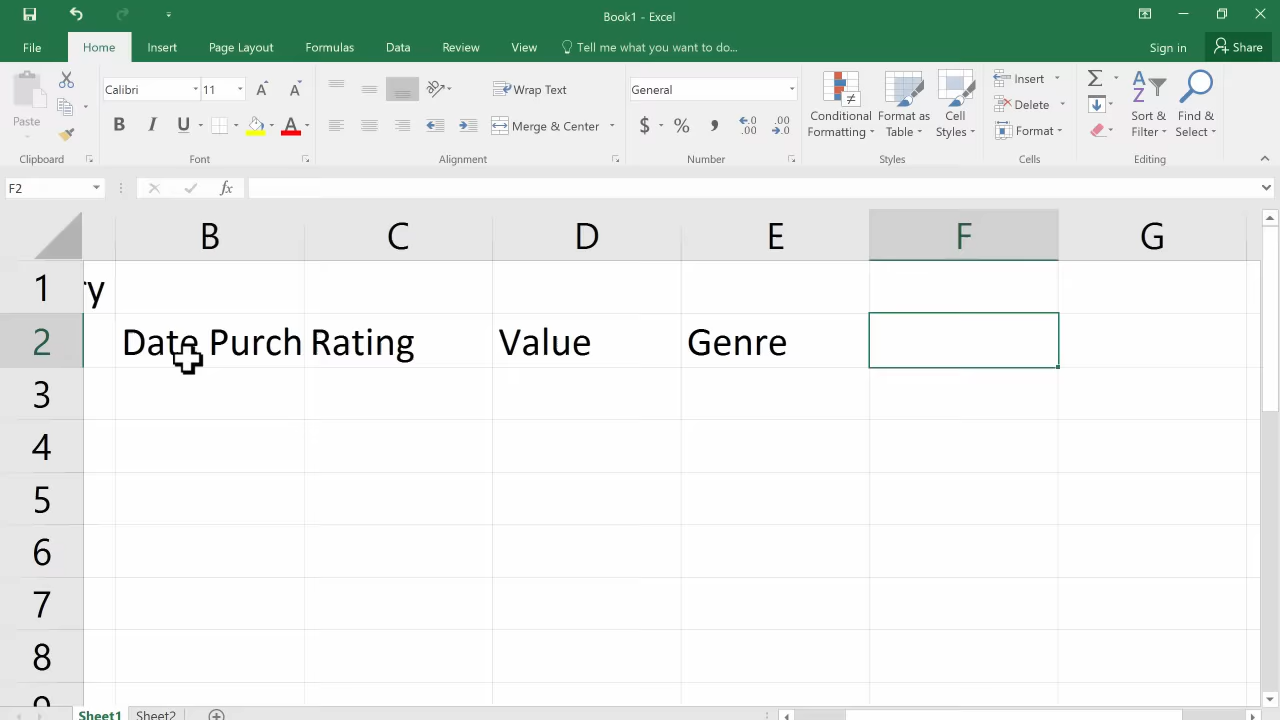 Book1 - Excel
File Home Insert Page Layout Formulas Data Review View Tell me what you want to do... Sign in Share
Calibri 11 Wrap Text General Insert
Paste B I U Merge & Center $ % , Conditional Formatting Format as Table Cell Styles Delete Format Σ Sort & Filter Find & Select
Clipboard Font Alignment Number Styles Cells Editing
F2 fx
B C D E F G
1 ry
2 Date Purch Rating Value Genre
3
4
5
6
7
8
9
Sheet1 Sheet2